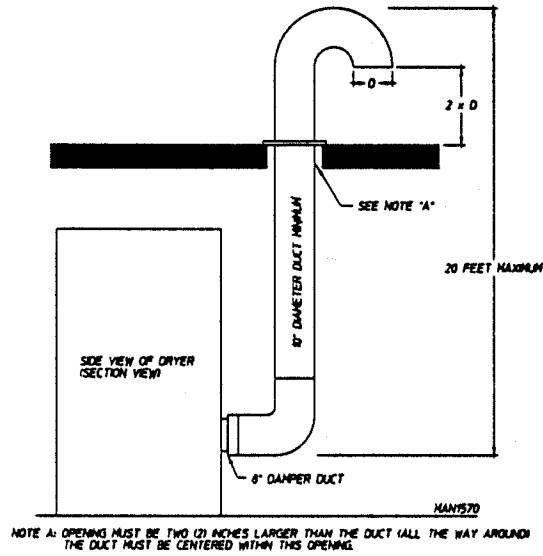 D
2 x D
SEE NOTE "A"
10" DIAMETER DUCT MINIMUM
20 FEET MAXIMUM
SIDE VIEW OF DRYER
(SECTION VIEW)
8" DAMPER DUCT
MAN1570
NOTE A: OPENING MUST BE TWO (2) INCHES LARGER THAN THE DUCT (ALL THE WAY AROUND)
THE DUCT MUST BE CENTERED WITHIN THIS OPENING.